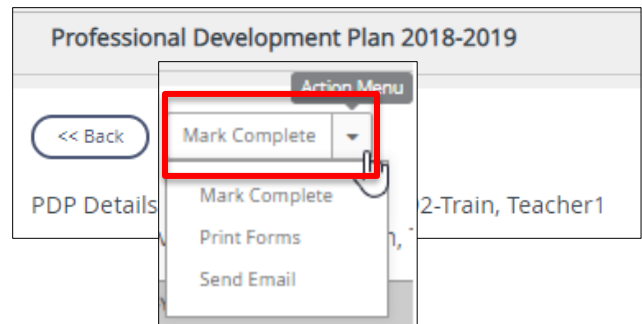 Professional Development Plan 2018-2019
Action Menu
<< Back
Mark Complete
PDP Details
2-Train, Teacher1
Mark Complete
Print Forms
Send Email